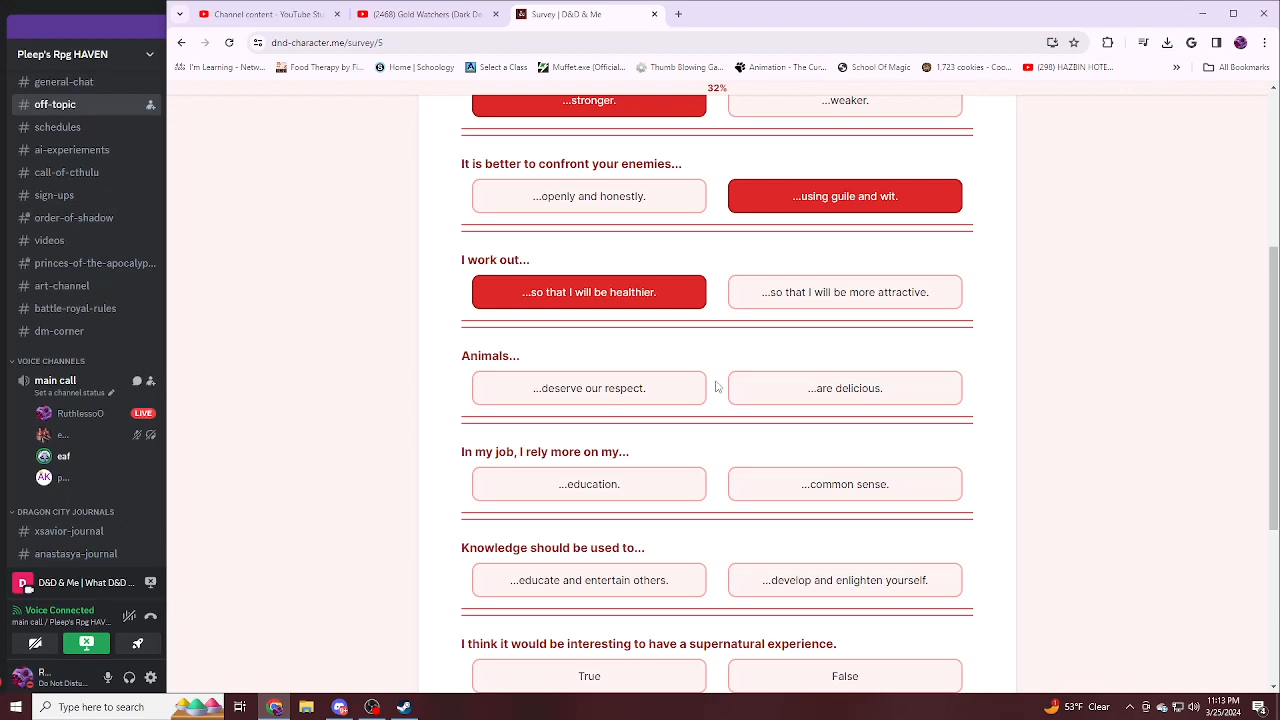 Channel content - YouTube Stu
(2468) Gold Watchers (Dark De
Survey | D&D & Me
Pleep's Rpg HAVEN
dnd-character.me/survey/5
I'm Learning - Netw...
Food Therapy by Fi...
Home | Schoology
Select a Class
Muffet.exe (Official...
Thumb Blowing Ga...
Animation - The Cur...
School Of Magic
1,723 cookies - Coo...
(298) HAZBIN HOTE...
»
All Bookmarks
general-chat
off-topic
schedules
ai-experiements
call-of-cthulu
sign-ups
order-of-shadow
videos
princes-of-the-apocalyp...
art-channel
battle-royal-rules
dm-corner
VOICE CHANNELS
main call
Set a channel status
RuthlessoO
LIVE
e...
eaf
AK
p...
DRAGON CITY JOURNALS
xsavior-journal
anastasya-journal
D
D&D & Me | What D&D ...
Voice Connected
main call / Pleep's Rpg HAV...
R...
Do Not Distu...
32%
...stronger.
...weaker.
It is better to confront your enemies...
...openly and honestly.
...using guile and wit.
I work out...
...so that I will be healthier.
...so that I will be more attractive.
Animals...
...deserve our respect.
...are delicious.
In my job, I rely more on my...
...education.
...common sense.
Knowledge should be used to...
...educate and entertain others.
...develop and enlighten yourself.
I think it would be interesting to have a supernatural experience.
True
False
Type here to search
53°F Clear
11:13 PM
3/25/2024